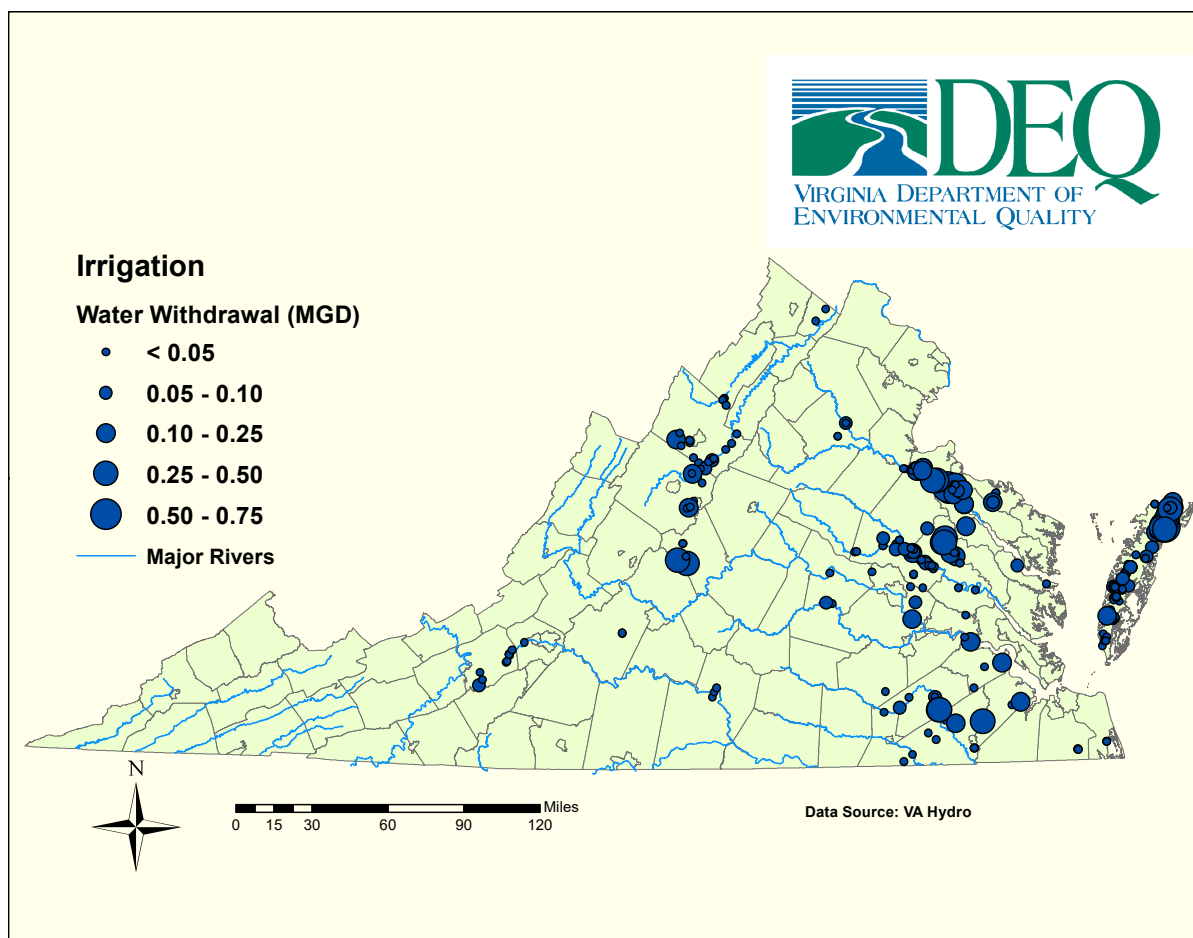 DEQ
VIRGINIA DEPARTMENT OF
ENVIRONMENTAL QUALITY
Irrigation
Water Withdrawal (MGD)
< 0.05
0.05 - 0.10
0.10 - 0.25
0.25 - 0.50
0.50 - 0.75
Major Rivers
N
Miles
0 15 30 60 90 120
Data Source: VA Hydro